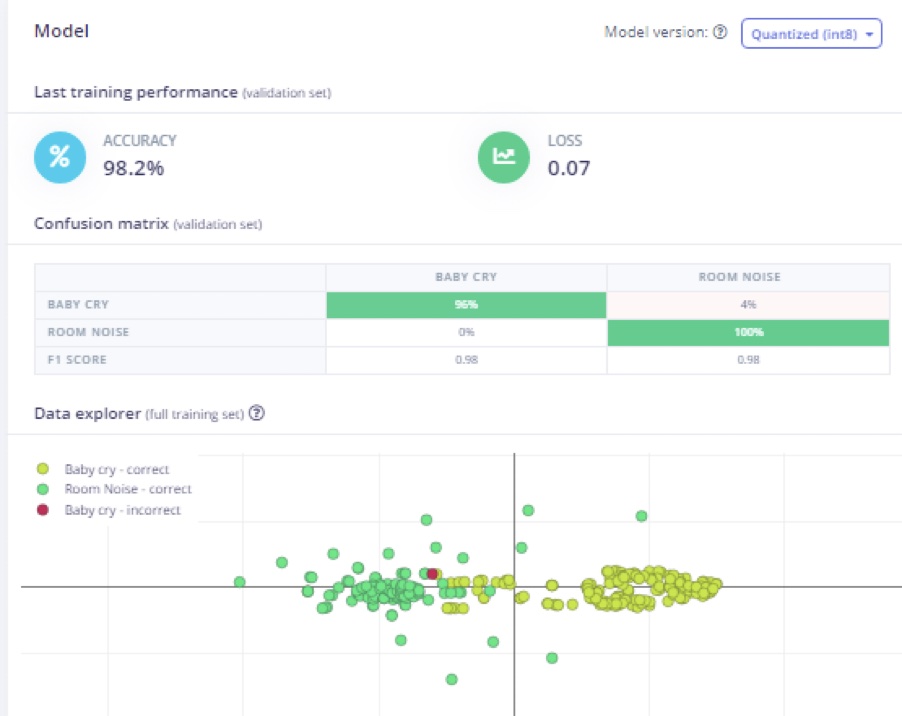 Model
Model version: ?
Quantized (int8)
Last training performance (validation set)
% ACCURACY
98.2%
LOSS
0.07
Confusion matrix (validation set)
BABY CRY ROOM NOISE
BABY CRY 96% 4%
ROOM NOISE 0% 100%
F1 SCORE 0.98 0.98
Data explorer (full training set) ?
Baby cry - correct
Room Noise - correct
Baby cry - incorrect